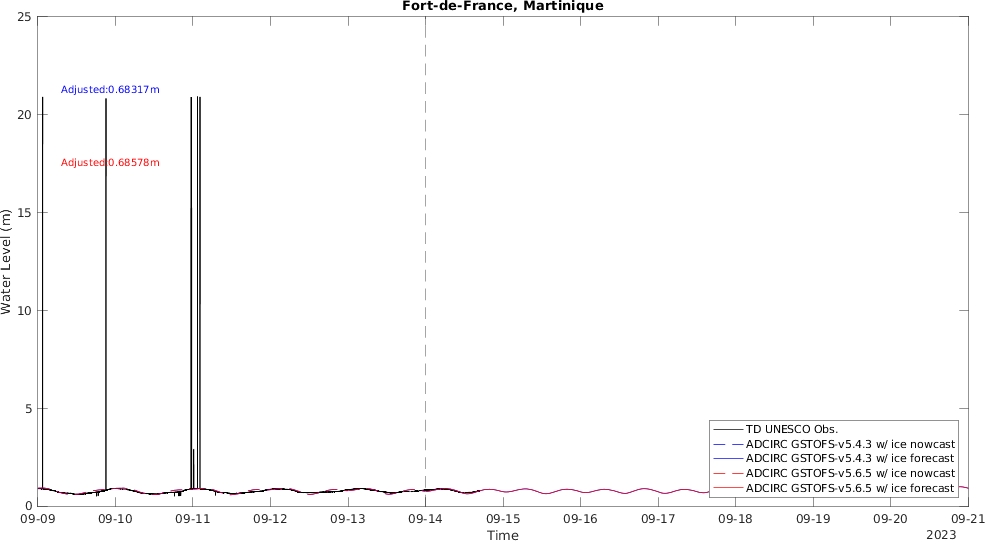 Fort-de-France, Martinique
25
20
15
10
5
0
Water Level (m)
Adjusted:0.68317m
Adjusted:0.68578m
TD UNESCO Obs.
ADCIRC GSTOFS-v5.4.3 w/ ice nowcast
ADCIRC GSTOFS-v5.4.3 w/ ice forecast
ADCIRC GSTOFS-v5.6.5 w/ ice nowcast
ADCIRC GSTOFS-v5.6.5 w/ ice forecast
09-09 09-10 09-11 09-12 09-13 09-14 09-15 09-16 09-17 09-18 09-19 09-20 09-21
Time
2023